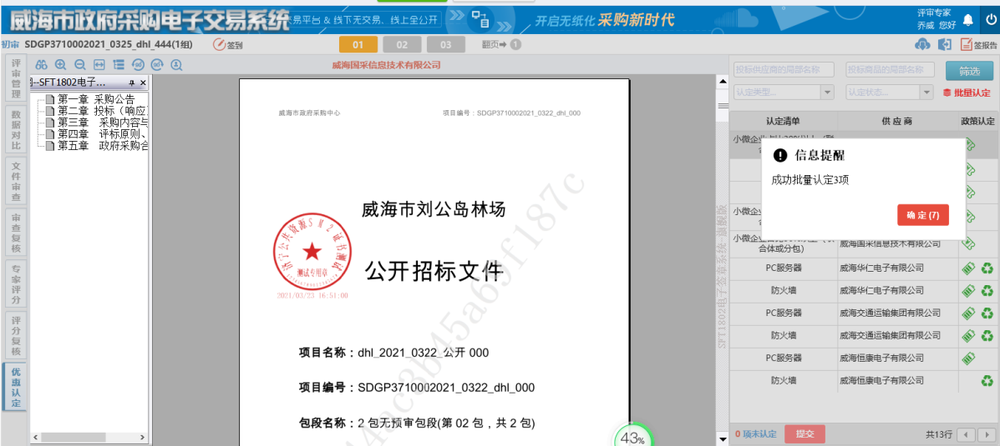 威海市政府采购电子交易系统
易平台 & 线下无交易、线上全公开
开启无纸化 采购新时代
评审专家
乔威 您好
初审 SDGP3710002021_0325_dhl_444(1组)
签到
01 02 03
翻页 1
签报告
评审管理
数据对比
文件审查
审查复核
专家评分
评分复核
优惠认定
--SFT1802电子...
第一章 采购公告
第二章 投标（响应
第三章 采购内容与
第四章 评标原则、
第五章 政府采购合
威海国采信息技术有限公司
威海市政府采购中心
项目编号：SDGP3710002021_0322_dhl_000
威海市刘公岛林场
公开招标文件
测试专用章
2021/03/23 16:51:00
项目名称：dhl_2021_0322_公开 000
项目编号：SDGP3710002021_0322_dhl_000
包段名称：2 包无预审包段(第 02 包，共 2 包)
43%
SFT1802电子签章系统-旗舰版
投标供应商的局部名称
投标商品的局部名称
筛选
认定类型...
认定状态...
批量认定
认定清单 供应商 政策认定
小微企
信息提醒
成功批量认定3项
确定(7)
小微企
小微企
合体或分包) 威海国采信息技术有限公司
PC服务器 威海华仁电子有限公司
防火墙 威海华仁电子有限公司
PC服务器 威海交通运输集团有限公司
防火墙 威海交通运输集团有限公司
PC服务器 威海恒康电子有限公司
防火墙 威海恒康电子有限公司
0 项未认定
提交
共13行